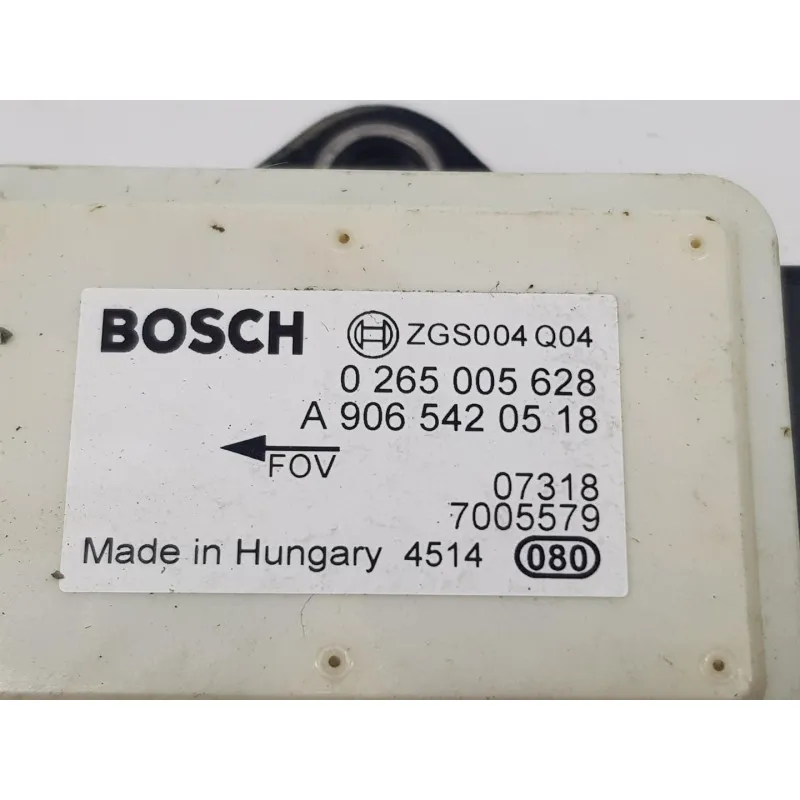 BOSCH ZGS004 Q04
0 265 005 628
A 906 542 05 18
FOV
07318
7005579
Made in Hungary 4514 080